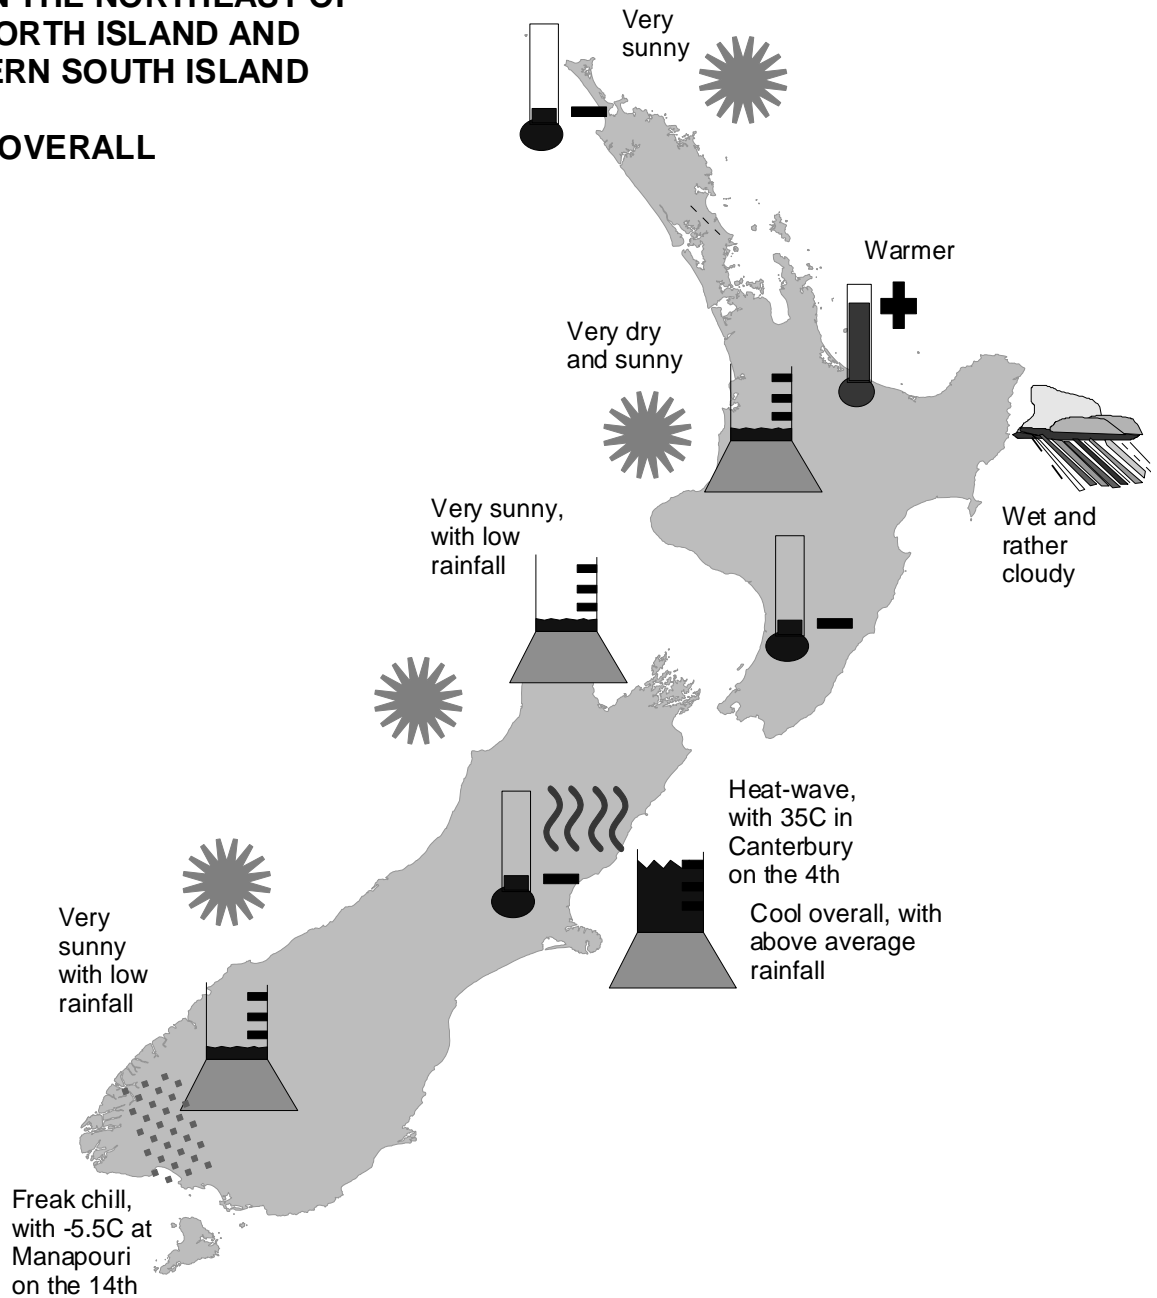 THE NORTHEAST OF
ORTH ISLAND AND
ERN SOUTH ISLAND
OVERALL
Very
sunny
Warmer
Very dry
and sunny
Very sunny,
with low
rainfall
Wet and
rather
cloudy
Heat-wave,
with 35C in
Canterbury
on the 4th
Cool overall, with
above average
rainfall
Very
sunny
with low
rainfall
Freak chill,
with -5.5C at
Manapouri
on the 14th